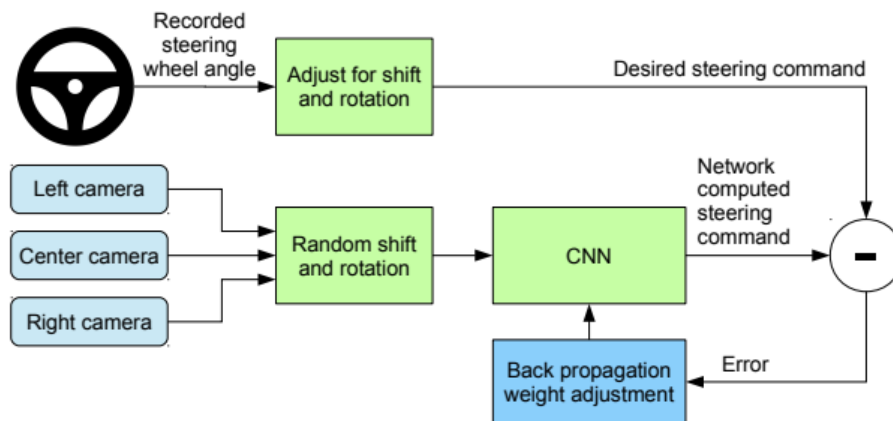 Recorded
steering
wheel angle
Adjust for shift
and rotation
Desired steering command
Left camera
Center camera
Right camera
Random shift
and rotation
CNN
Network
computed
steering
command
-
Back propagation
weight adjustment
Error